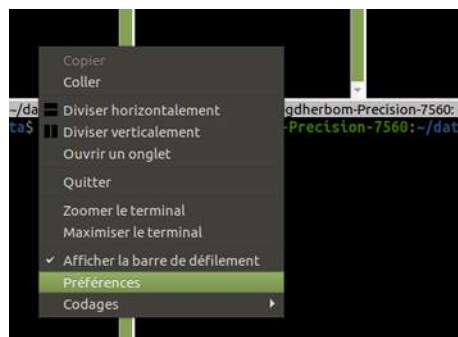 Copier
Coller
~/da
gdherbom-Precision-7560:
Diviser horizontalement
ta$
-Precision-7560:~/dat
Diviser verticalement
Ouvrir un onglet
Quitter
Zoomer le terminal
Maximiser le terminal
Afficher la barre de défilement
Préférences
Codages